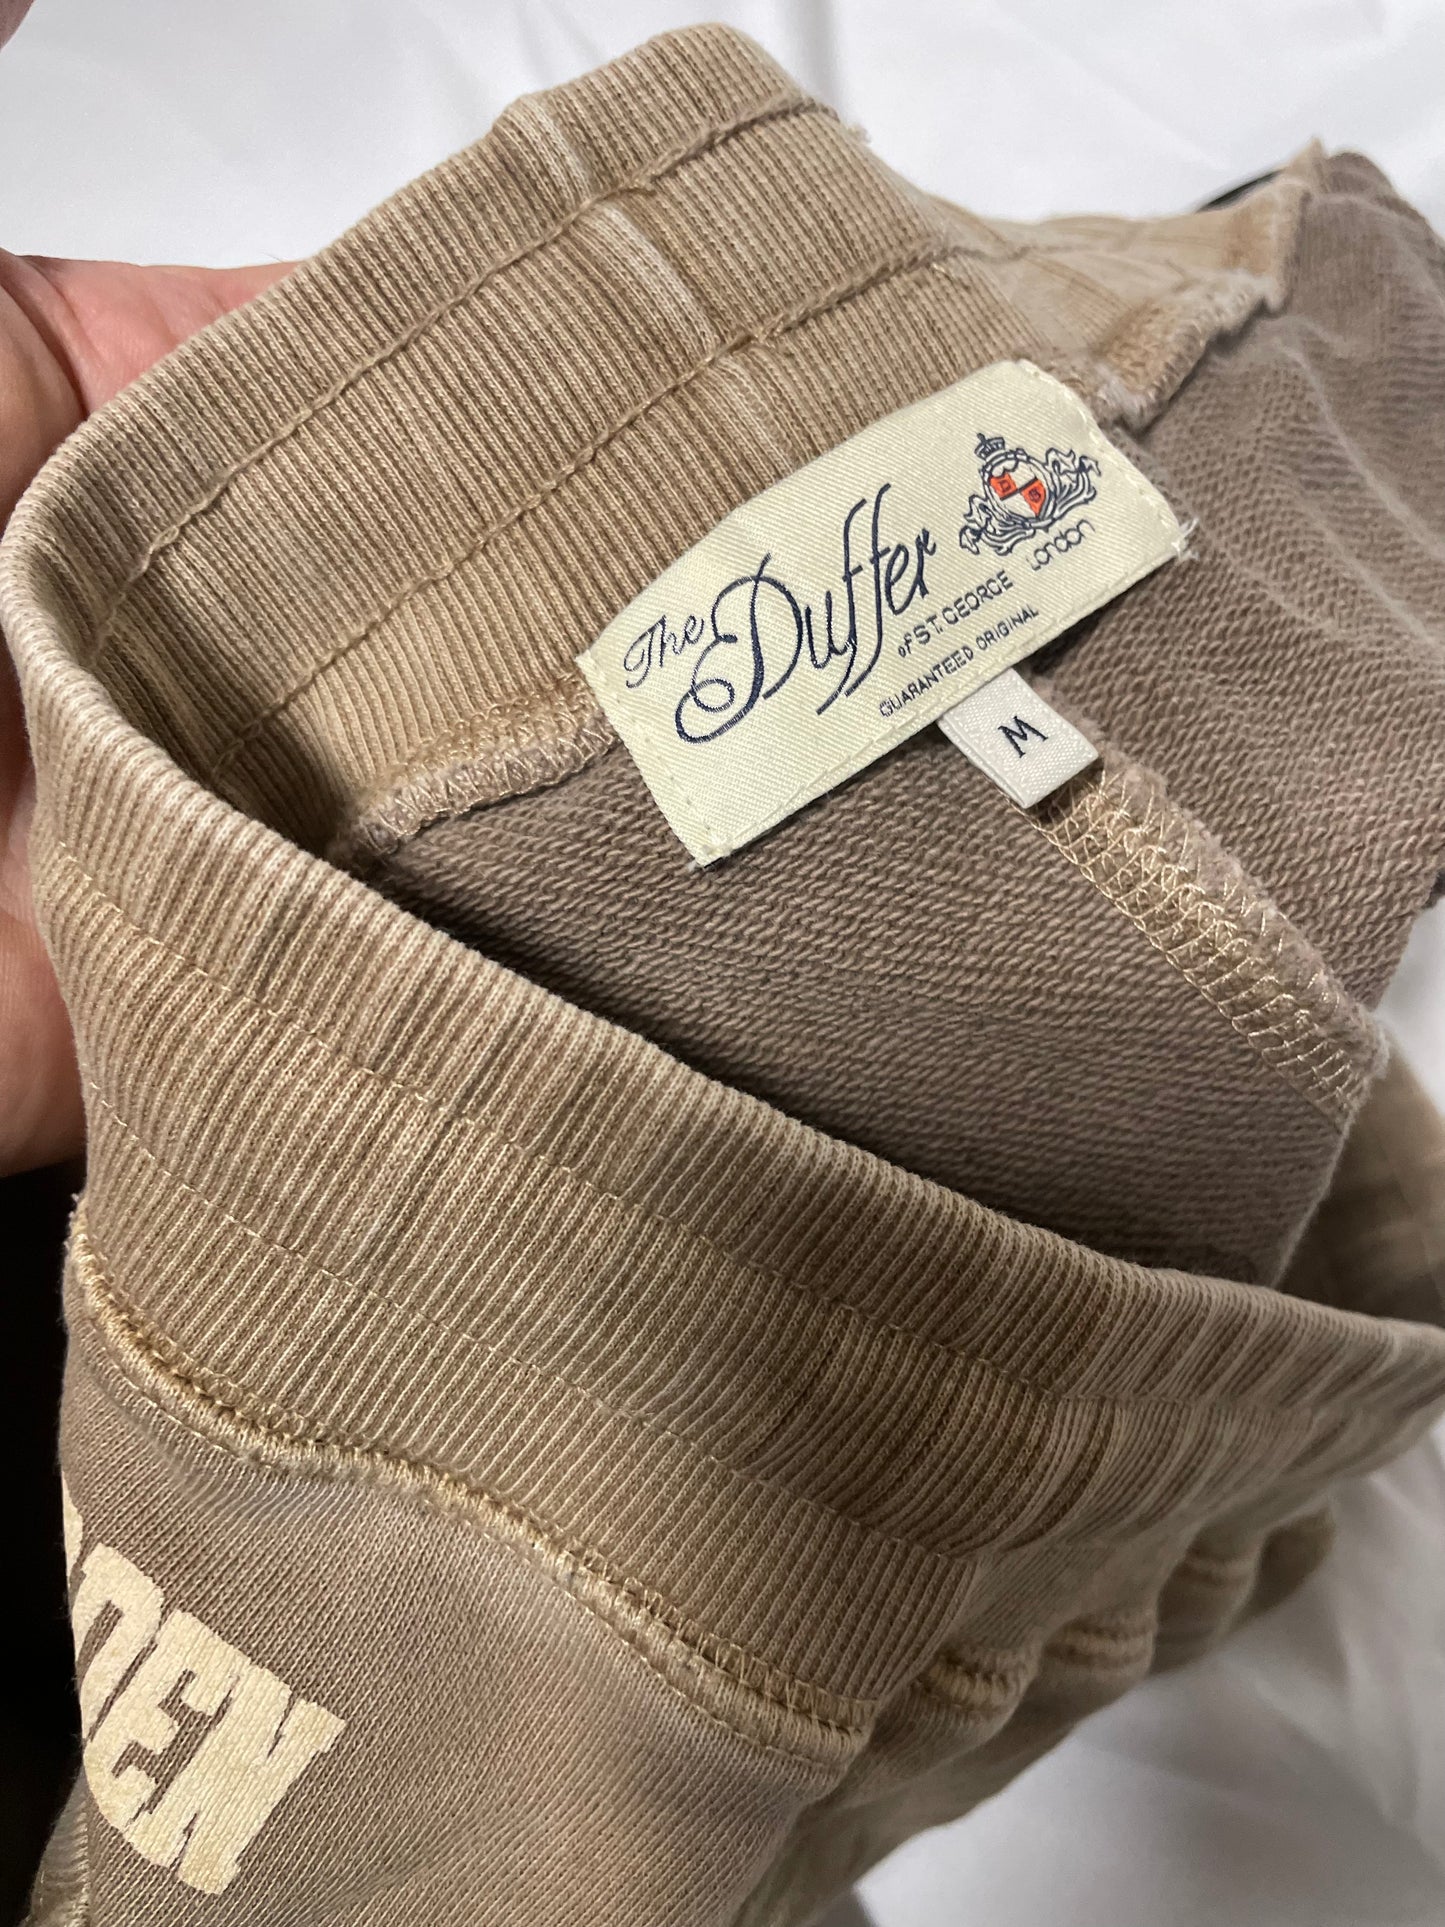 The Duffer
of ST. GEORGE London
GUARANTEED ORIGINAL
M